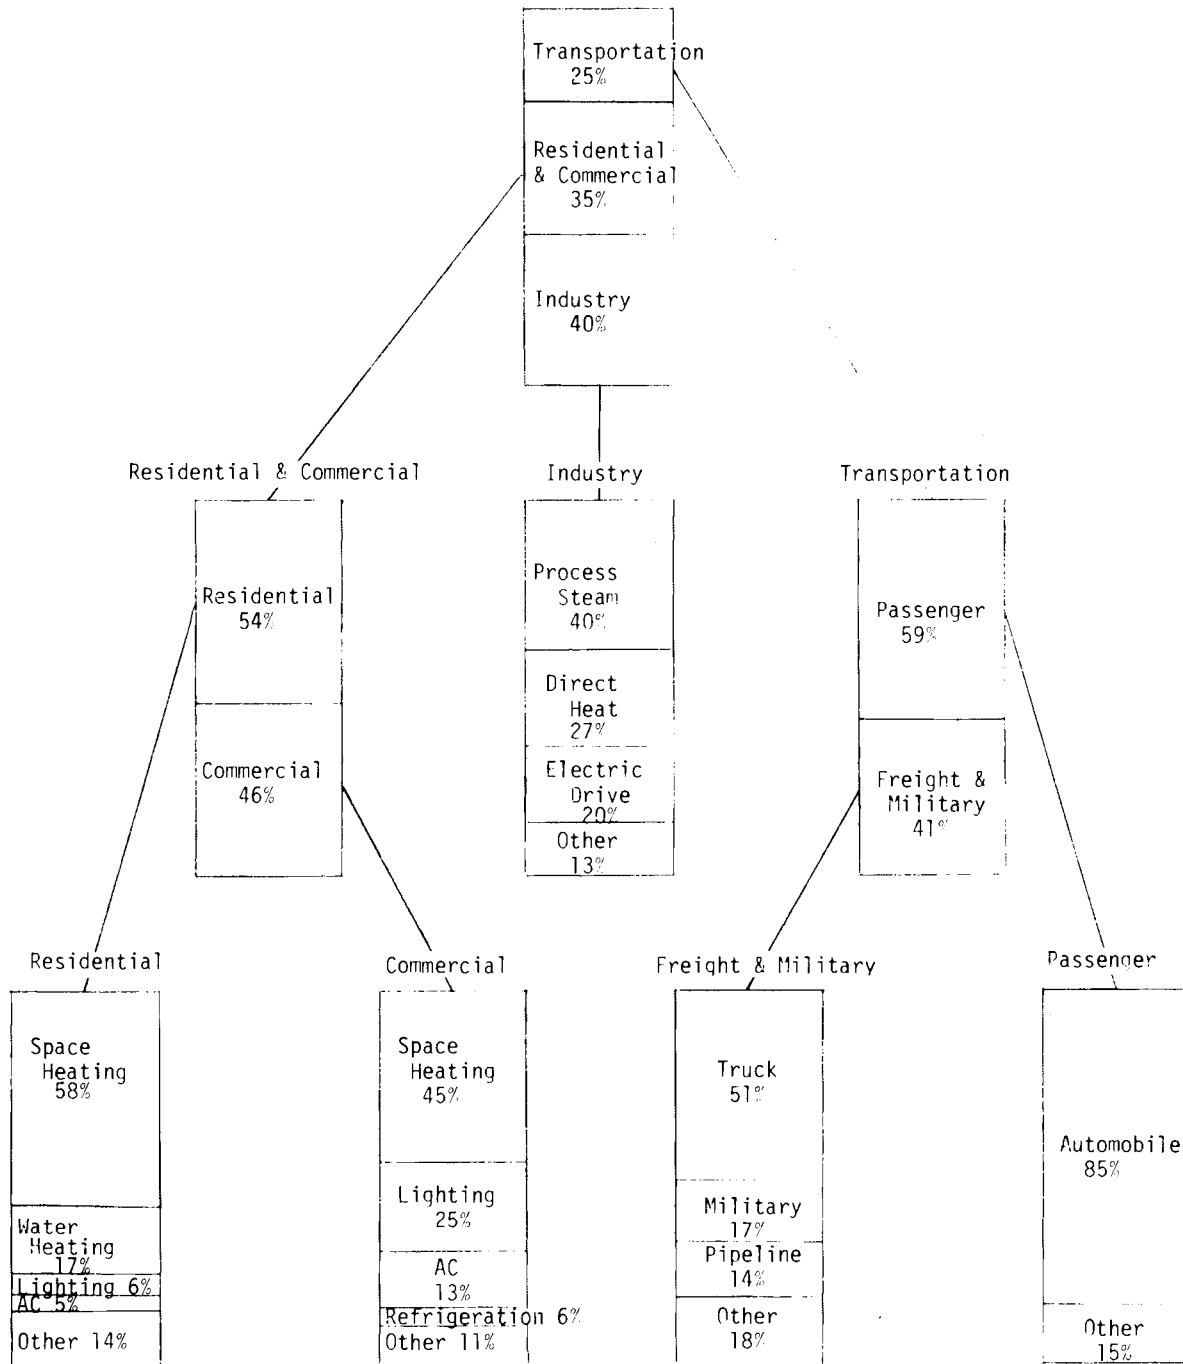 Transportation
25%
Residential
& Commercial
35%
Industry
40%
Residential & Commercial
Industry
Transportation
Residential
54%
Commercial
46%
Process
Steam
40%
Direct
Heat
27%
Electric
Drive
20%
Other
13%
Passenger
59%
Freight &
Military
41%
Residential
Commercial
Freight & Military
Passenger
Space
Heating
58%
Water
Heating
17%
Lighting 6%
AC 5%
Other 14%
Space
Heating
45%
Lighting
25%
AC
13%
Refrigeration 6%
Other 11%
Truck
51%
Military
17%
Pipeline
14%
Other
18%
Automobile
85%
Other
15%